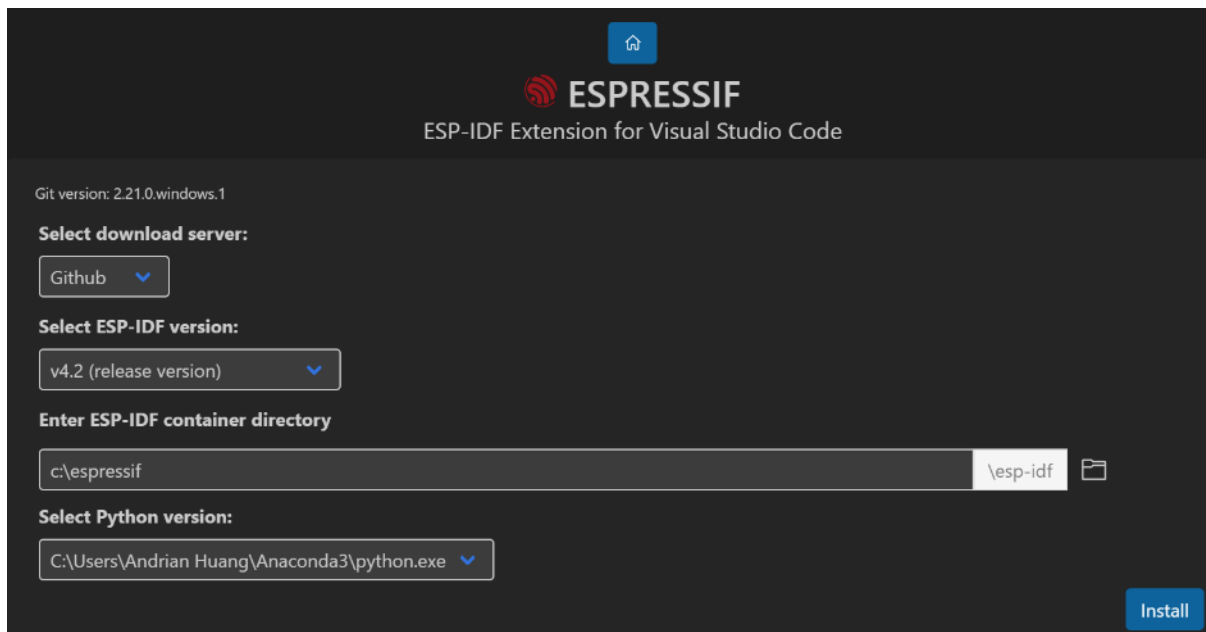 ESPRESSIF
ESP-IDF Extension for Visual Studio Code
Git version: 2.21.0.windows.1
Select download server:
Github
Select ESP-IDF version:
v4.2 (release version)
Enter ESP-IDF container directory
c:\espressif \esp-idf
Select Python version:
C:\Users\Andrian Huang\Anaconda3\python.exe
Install